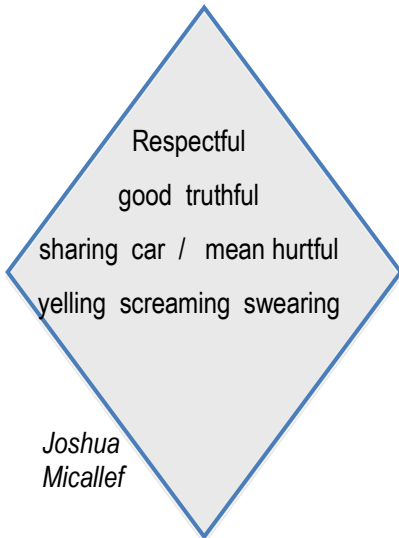 Respectful
good truthful
sharing car / mean hurtful
yelling screaming swearing
Joshua
Micallef